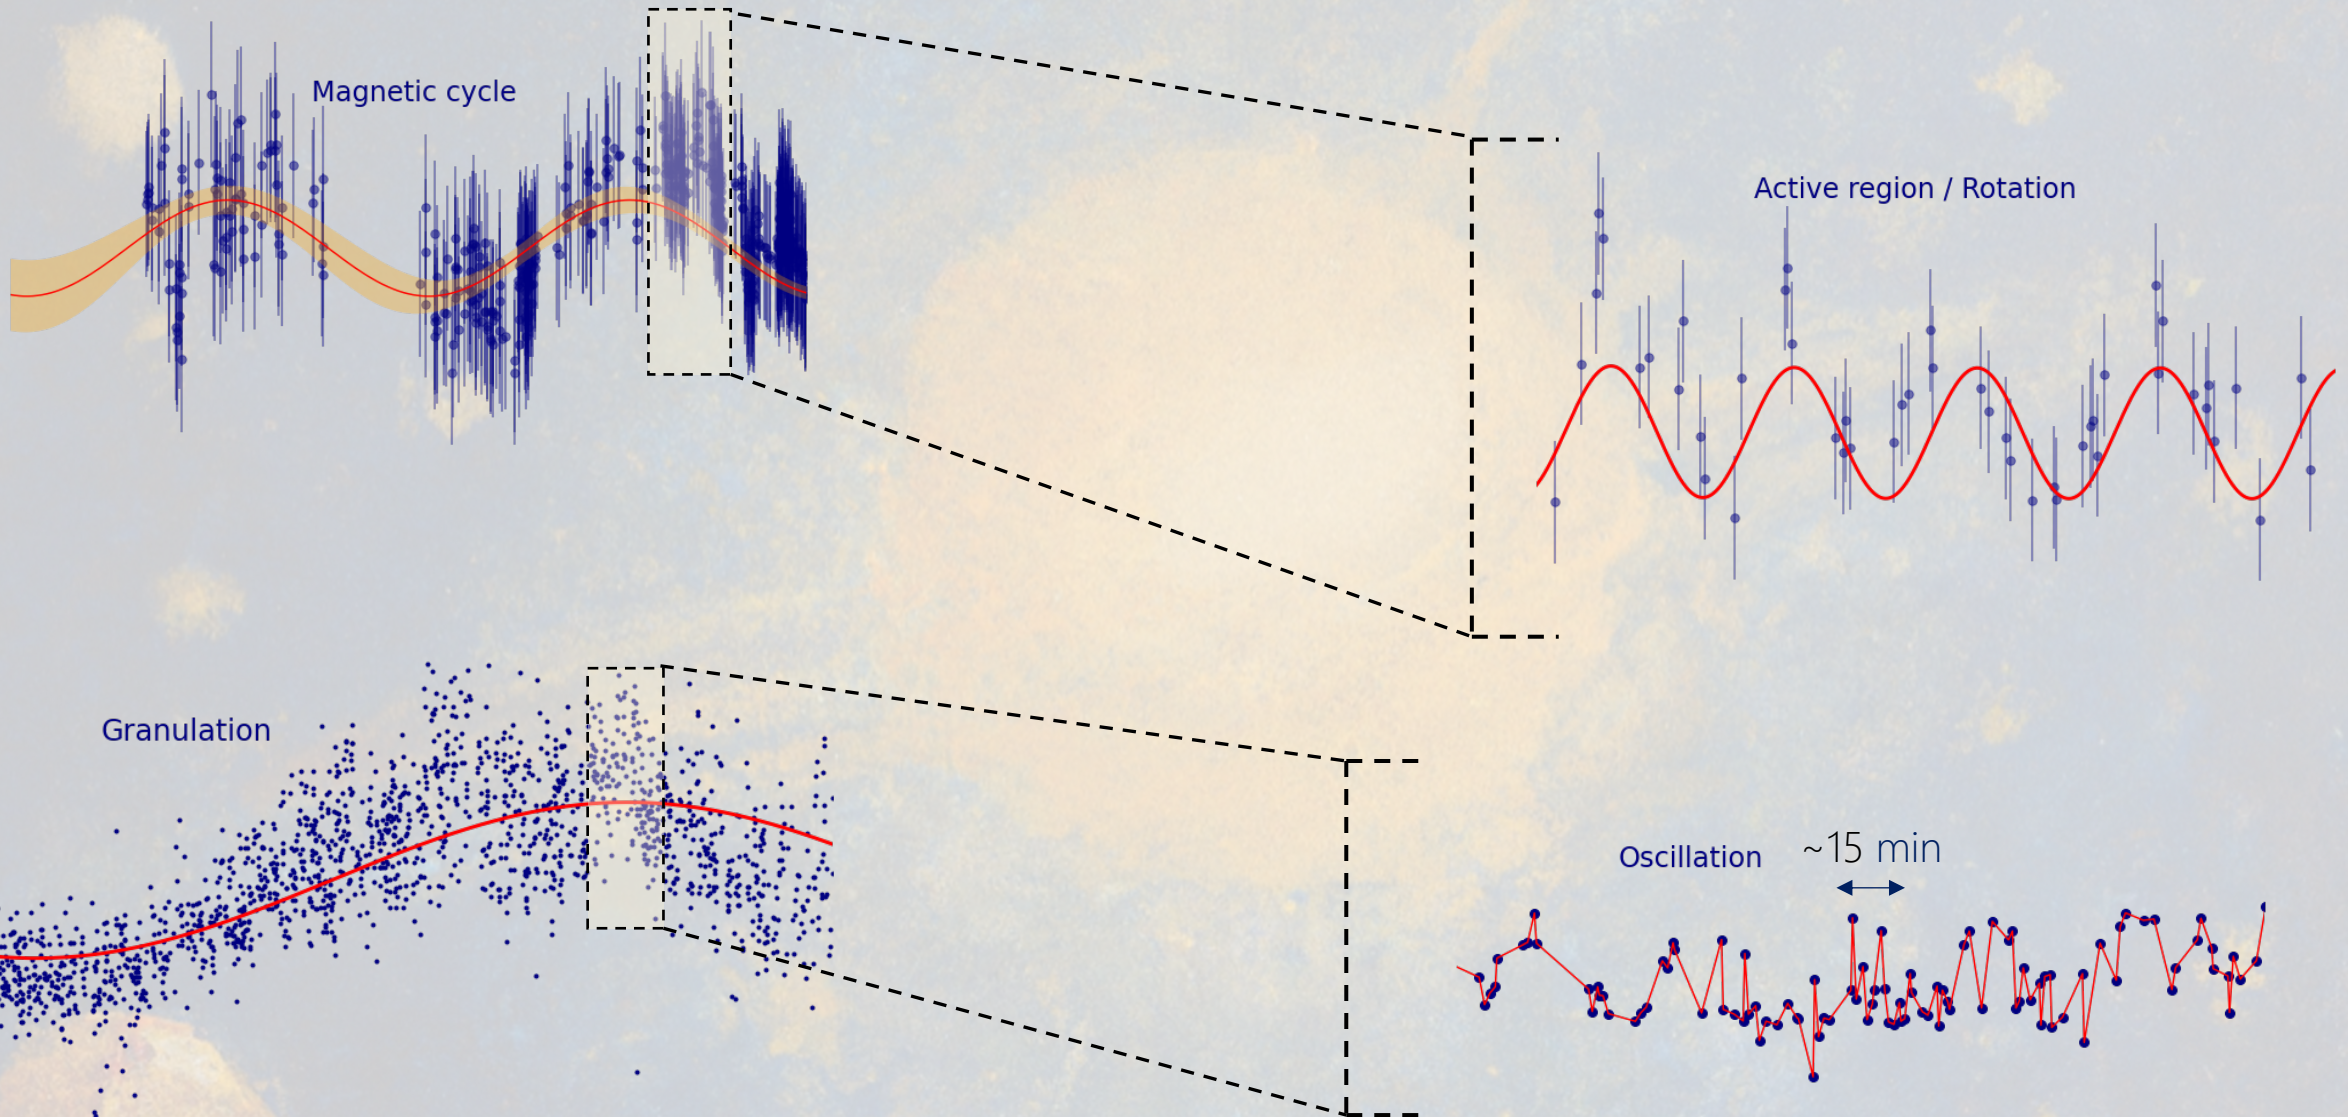 Magnetic cycle
Active region / Rotation
Granulation
Oscillation
~15 min